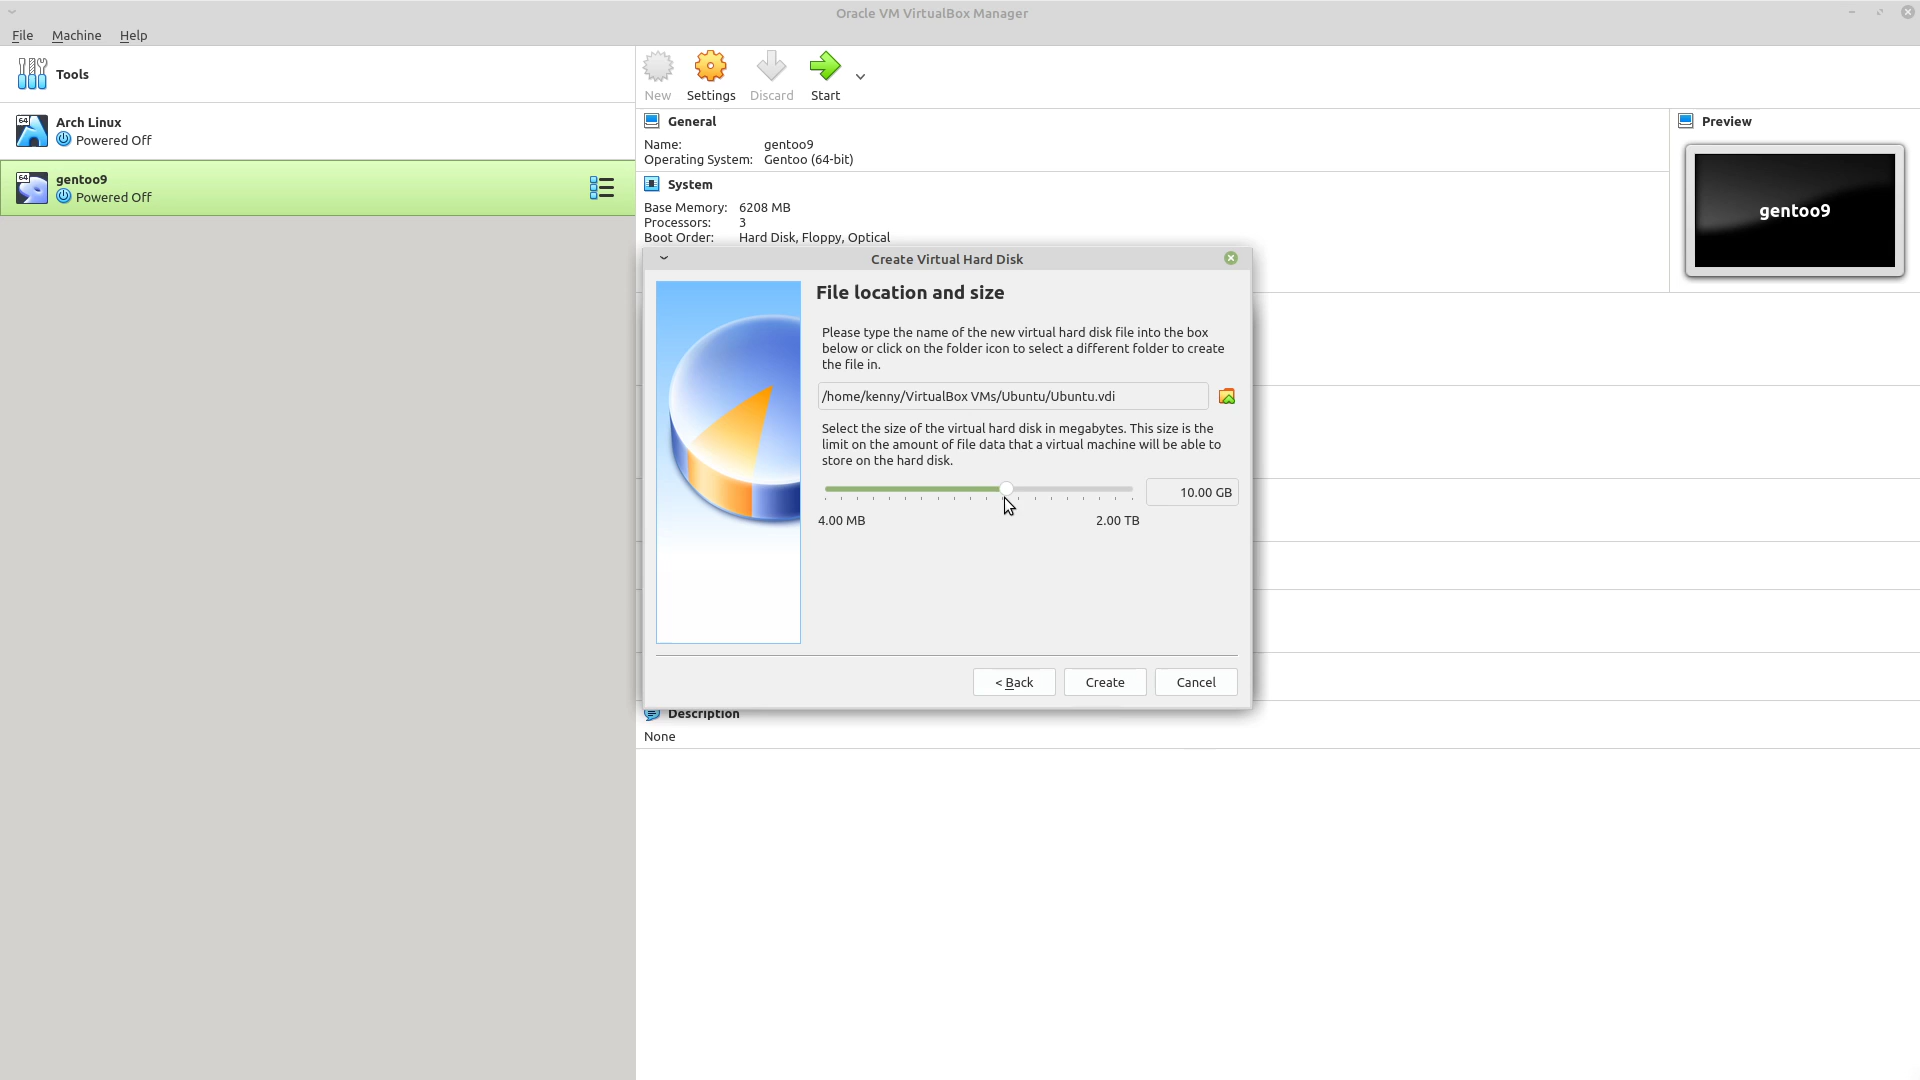 Oracle VM VirtualBox Manager
File Machine Help
Tools
New Settings Discard Start
64
Arch Linux
Powered Off
64
gentoo9
Powered Off
General
Name: gentoo9
Operating System: Gentoo (64-bit)
System
Base Memory: 6208 MB
Processors: 3
Boot Order: Hard Disk, Floppy, Optical
Preview
gentoo9
Create Virtual Hard Disk
File location and size
Please type the name of the new virtual hard disk file into the box
below or click on the folder icon to select a different folder to create
the file in.
/home/kenny/VirtualBox VMs/Ubuntu/Ubuntu.vdi
Select the size of the virtual hard disk in megabytes. This size is the
limit on the amount of file data that a virtual machine will be able to
store on the hard disk.
10.00 GB
4.00 MB 2.00 TB
< Back Create Cancel
Description
None